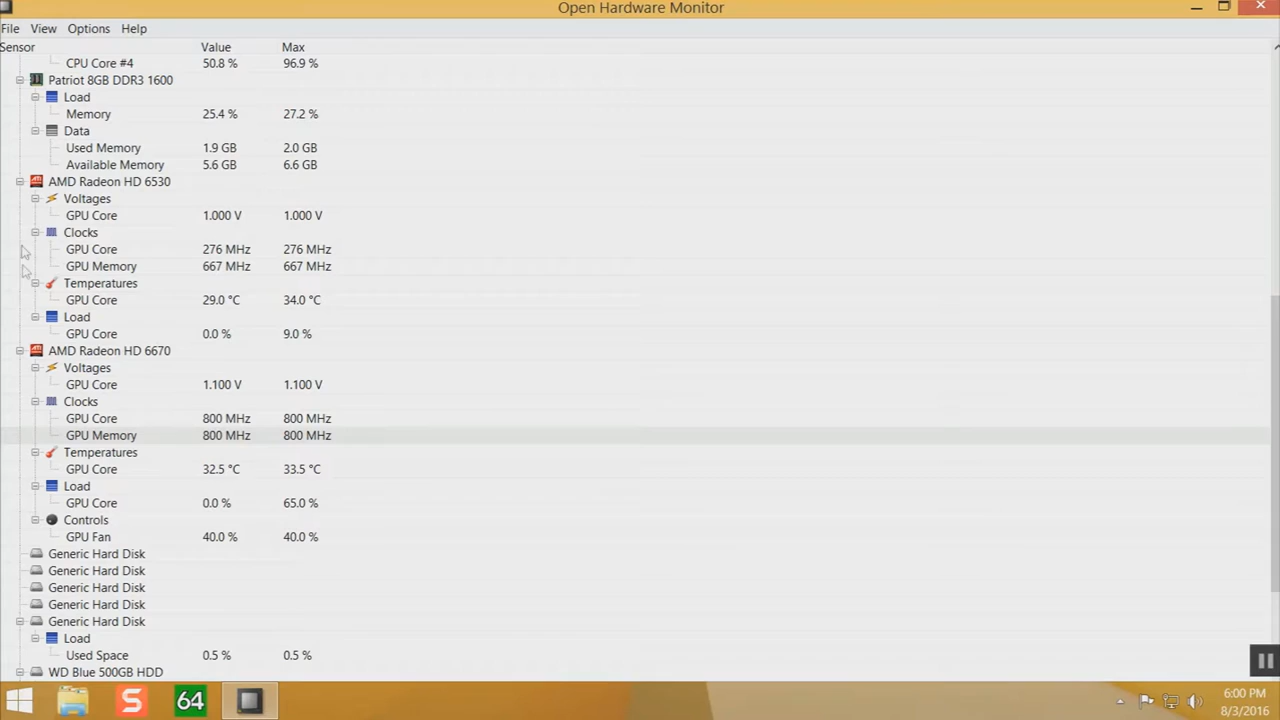 Open Hardware Monitor
File View Options Help
Sensor Value Max
CPU Core #4 50.8 % 96.9 %
Patriot 8GB DDR3 1600
Load
Memory 25.4 % 27.2 %
Data
Used Memory 1.9 GB 2.0 GB
Available Memory 5.6 GB 6.6 GB
AMD Radeon HD 6530
Voltages
GPU Core 1.000 V 1.000 V
Clocks
GPU Core 276 MHz 276 MHz
GPU Memory 667 MHz 667 MHz
Temperatures
GPU Core 29.0 °C 34.0 °C
Load
GPU Core 0.0 % 9.0 %
AMD Radeon HD 6670
Voltages
GPU Core 1.100 V 1.100 V
Clocks
GPU Core 800 MHz 800 MHz
GPU Memory 800 MHz 800 MHz
Temperatures
GPU Core 32.5 °C 33.5 °C
Load
GPU Core 0.0 % 65.0 %
Controls
GPU Fan 40.0 % 40.0 %
Generic Hard Disk
Generic Hard Disk
Generic Hard Disk
Generic Hard Disk
Generic Hard Disk
Load
Used Space 0.5 % 0.5 %
WD Blue 500GB HDD
S 64 6:00 PM
8/3/2016